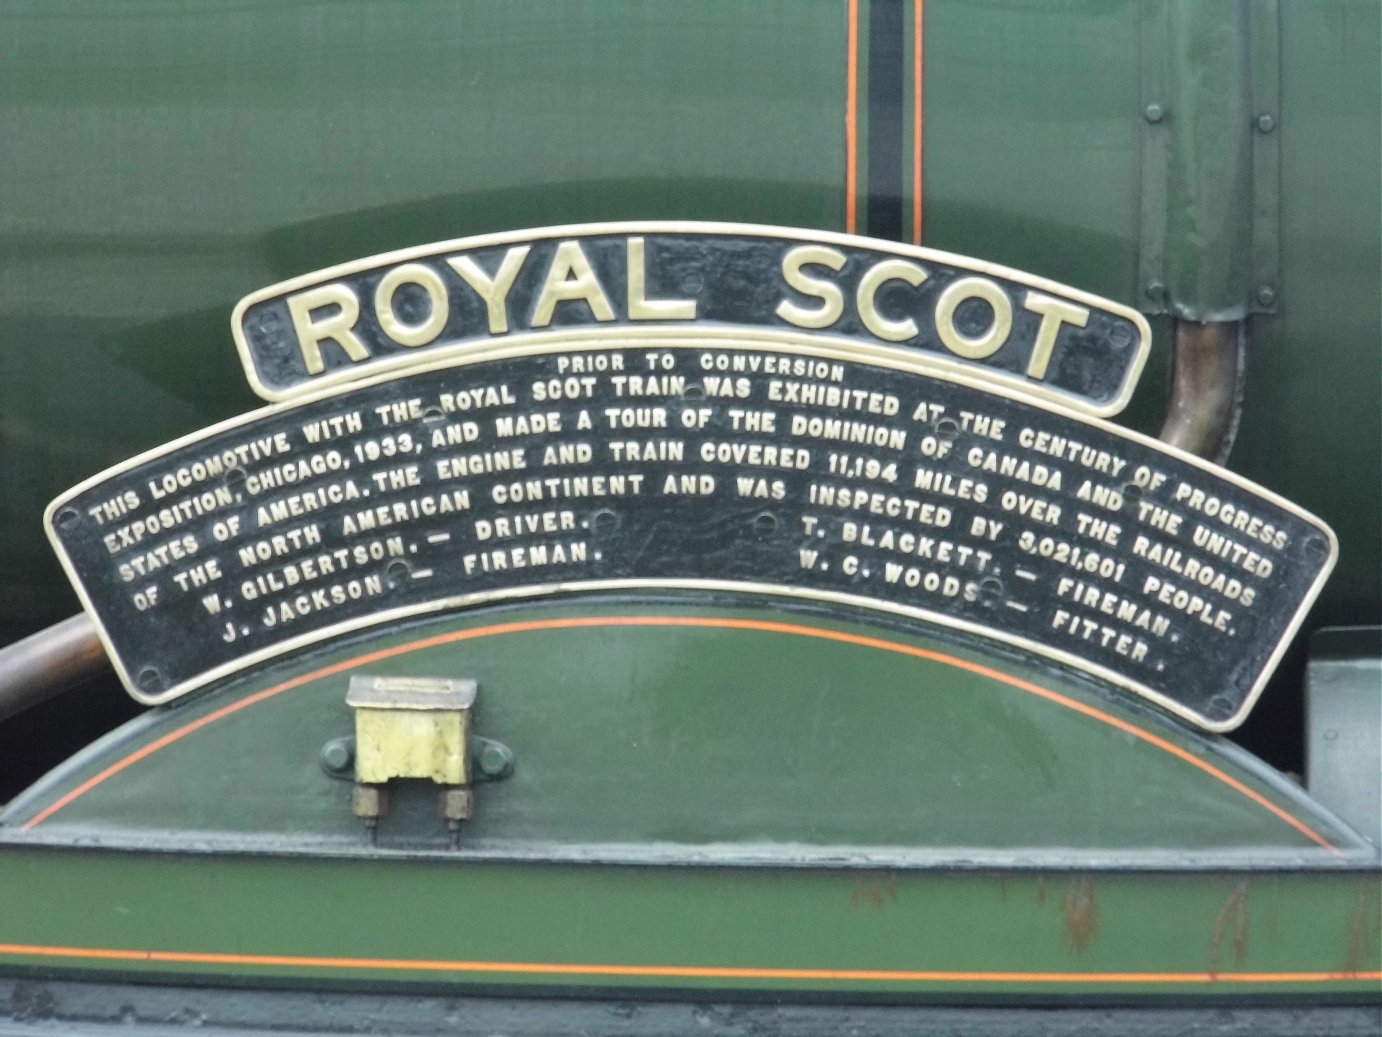 ROYAL SCOT
PRIOR TO CONVERSION
THIS LOCOMOTIVE WITH THE ROYAL SCOT TRAIN WAS EXHIBITED AT THE CENTURY OF PROGRESS
EXPOSITION, CHICAGO, 1933, AND MADE A TOUR OF THE DOMINION OF CANADA AND THE UNITED
STATES OF AMERICA. THE ENGINE AND TRAIN COVERED 11,194 MILES OVER THE RAILROADS
OF THE NORTH AMERICAN CONTINENT AND WAS INSPECTED BY 3,021,601 PEOPLE.
W. GILBERTSON. — DRIVER. T. BLACKETT. — FIREMAN.
J. JACKSON. — FIREMAN. W. C. WOODS. — FITTER.